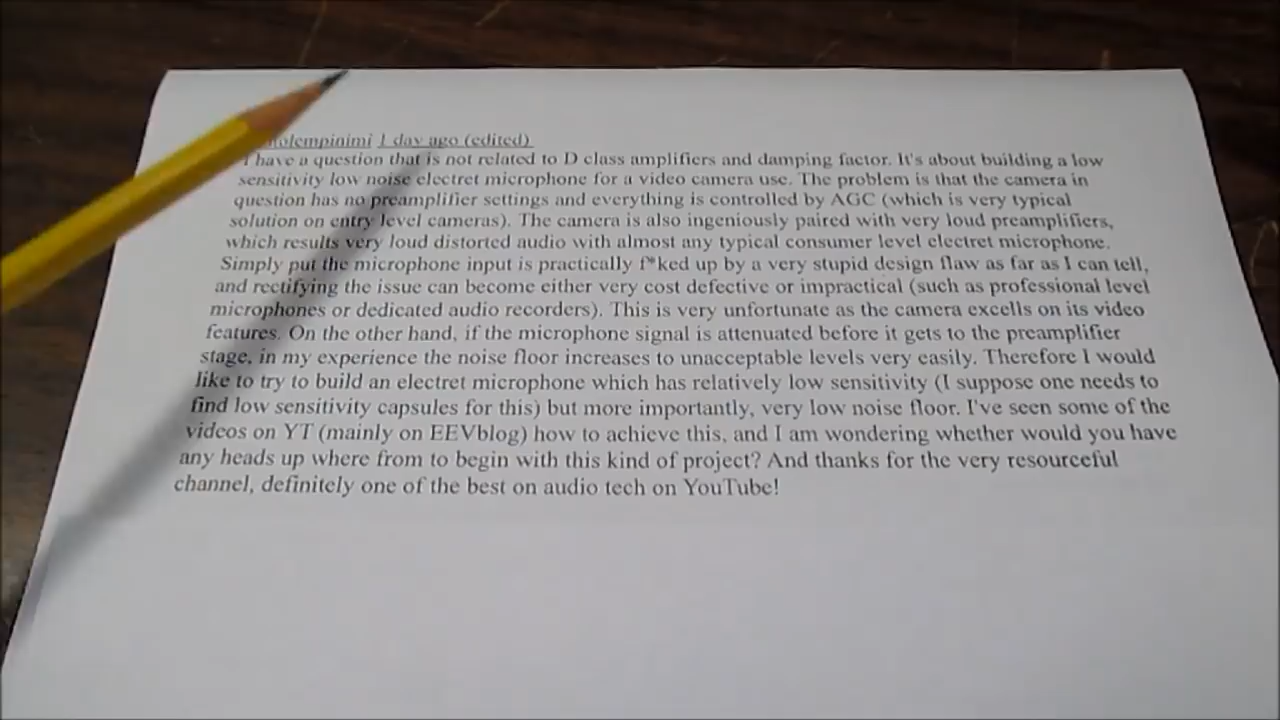 1 day ago (edited)
I have a question that is not related to D class amplifiers and damping factor. It's about building a low
sensitivity low noise electret microphone for a video camera use. The problem is that the camera in
question has no preamplifier settings and everything is controlled by AGC (which is very typical
solution on entry level cameras). The camera is also ingeniously paired with very loud preamplifiers,
which results very loud distorted audio with almost any typical consumer level electret microphone.
Simply put the microphone input is practically f*ked up by a very stupid design flaw as far as I can tell,
and rectifying the issue can become either very cost defective or impractical (such as professional level
microphones or dedicated audio recorders). This is very unfortunate as the camera excells on its video
features. On the other hand, if the microphone signal is attenuated before it gets to the preamplifier
stage, in my experience the noise floor increases to unacceptable levels very easily. Therefore I would
like to try to build an electret microphone which has relatively low sensitivity (I suppose one needs to
find low sensitivity capsules for this) but more importantly, very low noise floor. I've seen some of the
videos on YT (mainly on EEVblog) how to achieve this, and I am wondering whether would you have
any heads up where from to begin with this kind of project? And thanks for the very resourceful
channel, definitely one of the best on audio tech on YouTube!